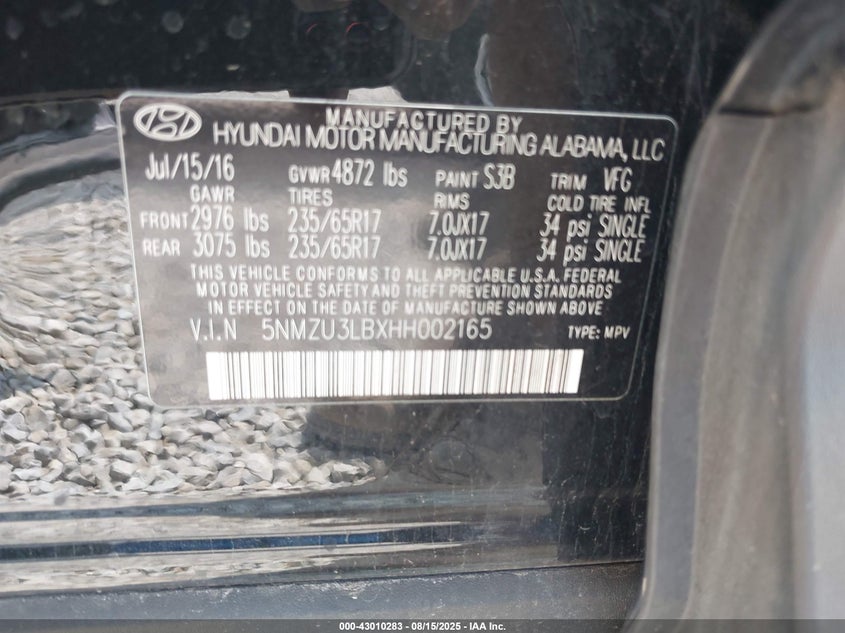 MANUFACTURED BY
HYUNDAI MOTOR MANUFACTURING ALABAMA, LLC
Jul/15/16 GVWR 4872 lbs PAINT S3B TRIM VFG
GAWR TIRES RIMS COLD TIRE INFL
FRONT 2976 lbs 235/65R17 7.0JX17 34 psi SINGLE
REAR 3075 lbs 235/65R17 7.0JX17 34 psi SINGLE
THIS VEHICLE CONFORMS TO ALL APPLICABLE U.S.A. FEDERAL
MOTOR VEHICLE SAFETY AND THEFT PREVENTION STANDARDS
IN EFFECT ON THE DATE OF MANUFACTURE SHOWN ABOVE
V.I.N 5NMZU3LBXHH002165 TYPE: MPV
000-43010283 - 08/15/2025 - IAA Inc.